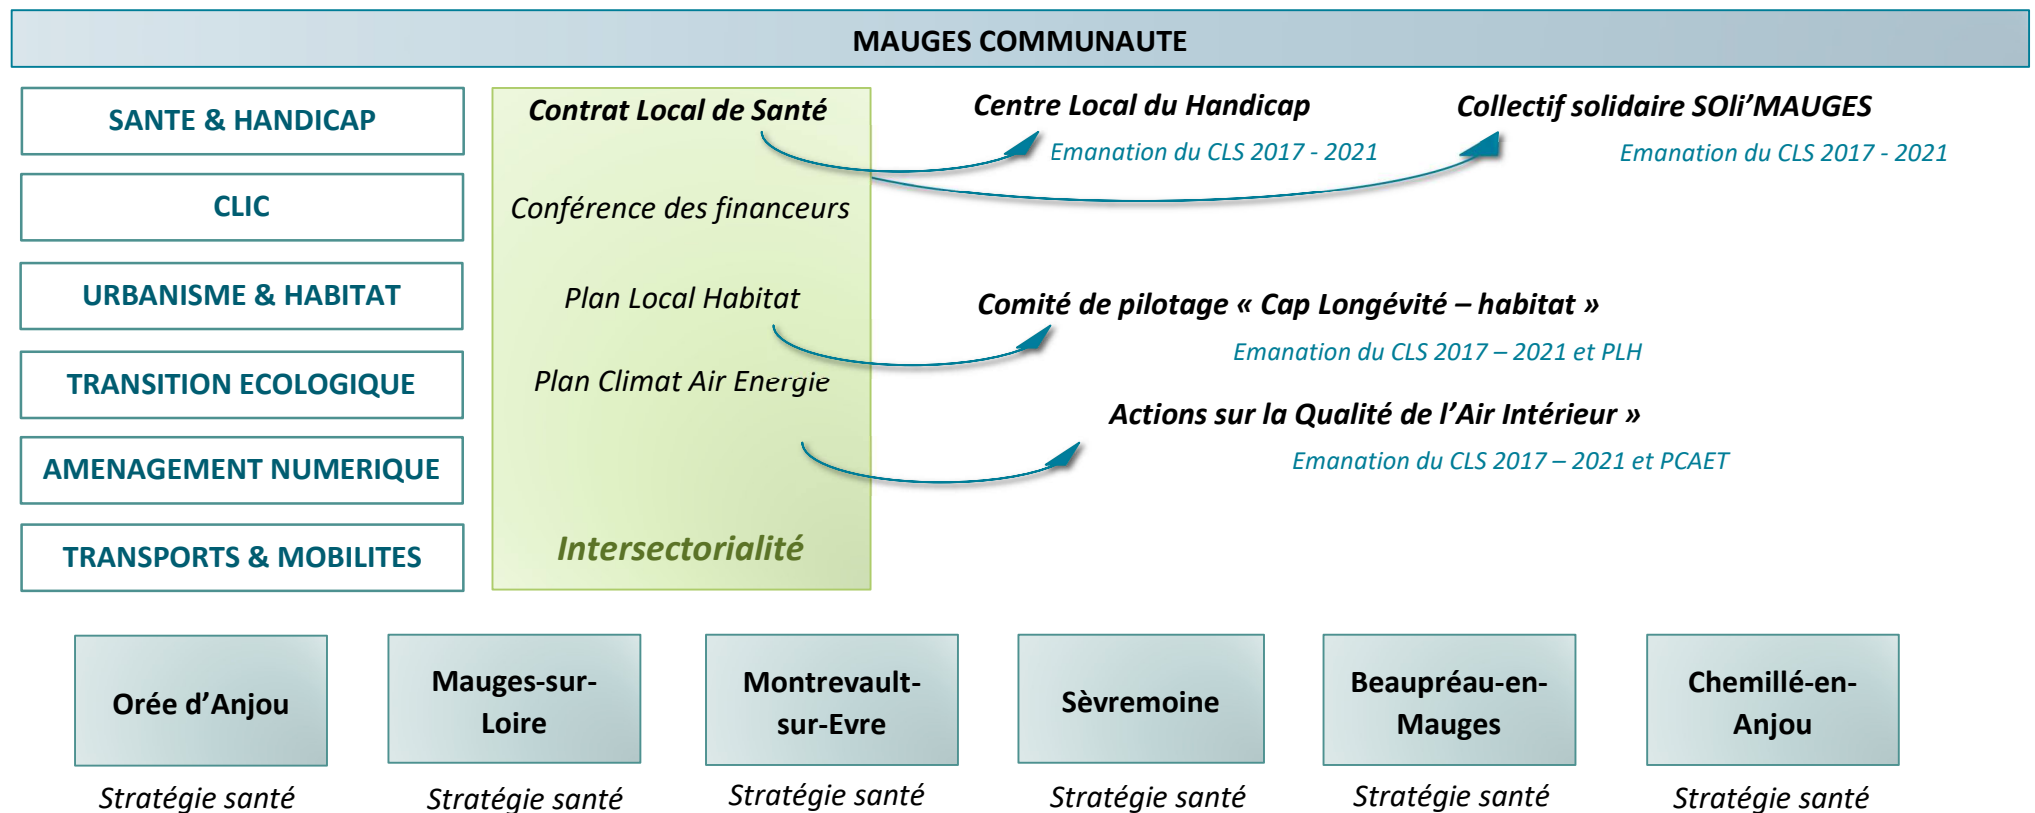 MAUGES COMMUNAUTE
SANTE & HANDICAP
CLIC
URBANISME & HABITAT
TRANSITION ECOLOGIQUE
AMENAGEMENT NUMERIQUE
TRANSPORTS & MOBILITES
Contrat Local de Santé
Conférence des financeurs
Plan Local Habitat
Plan Climat Air Energie
Intersectorialité
Centre Local du Handicap
Emanation du CLS 2017 - 2021
Collectif solidaire SOli’MAUGES
Emanation du CLS 2017 - 2021
Comité de pilotage « Cap Longévité – habitat »
Emanation du CLS 2017 – 2021 et PLH
Actions sur la Qualité de l’Air Intérieur »
Emanation du CLS 2017 – 2021 et PCAET
Orée d’Anjou
Stratégie santé
Mauges-sur-
Loire
Stratégie santé
Montrevault-
sur-Evre
Stratégie santé
Sèvremoine
Stratégie santé
Beaupréau-en-
Mauges
Stratégie santé
Chemillé-en-
Anjou
Stratégie santé